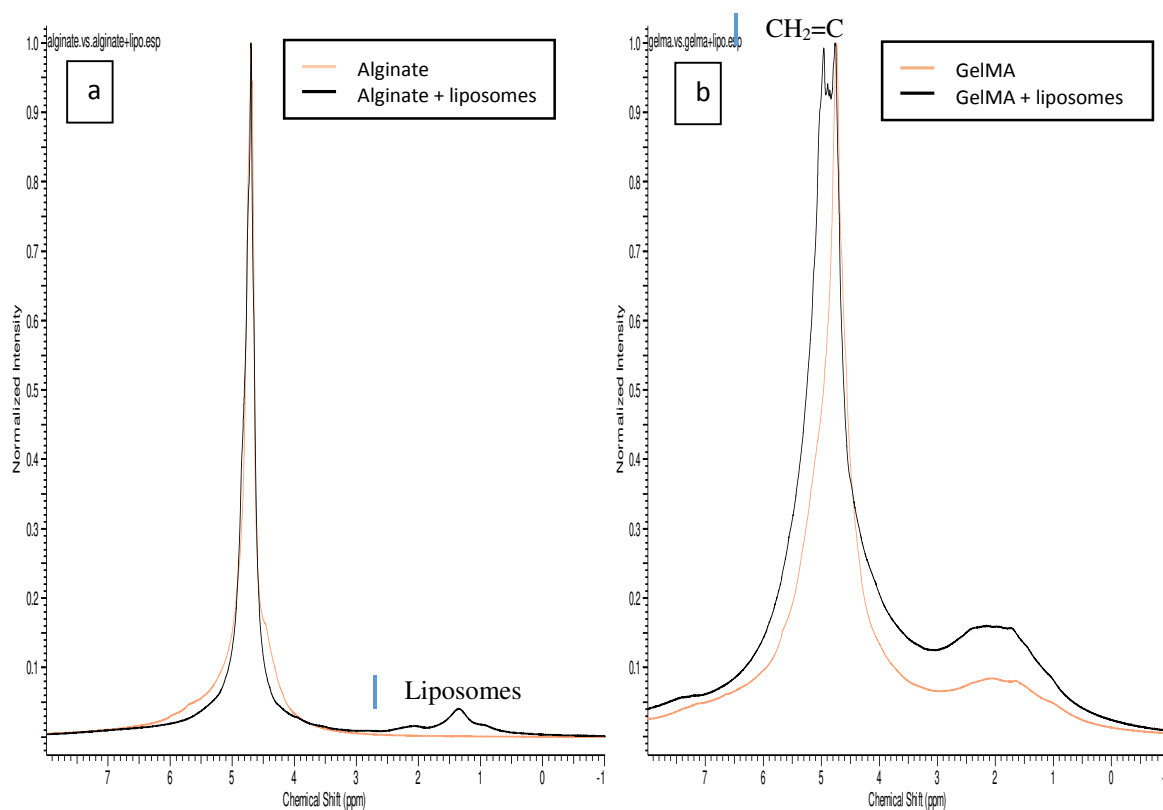 alginate.vs.alginate+lipo.esp
a
Alginate
Alginate + liposomes
Liposomes
1.0
0.9
0.8
0.7
0.6
0.5
0.4
0.3
0.2
0.1
Normalized Intensity
7 6 5 4 3 2 1 0 -1
Chemical Shift (ppm)
CH₂=C
gelma.vs.gelma+lipo.esp
b
GelMA
GelMA + liposomes
1.0
0.9
0.8
0.7
0.6
0.5
0.4
0.3
0.2
0.1
Normalized Intensity
7 6 5 4 3 2 1 0
Chemical Shift (ppm)